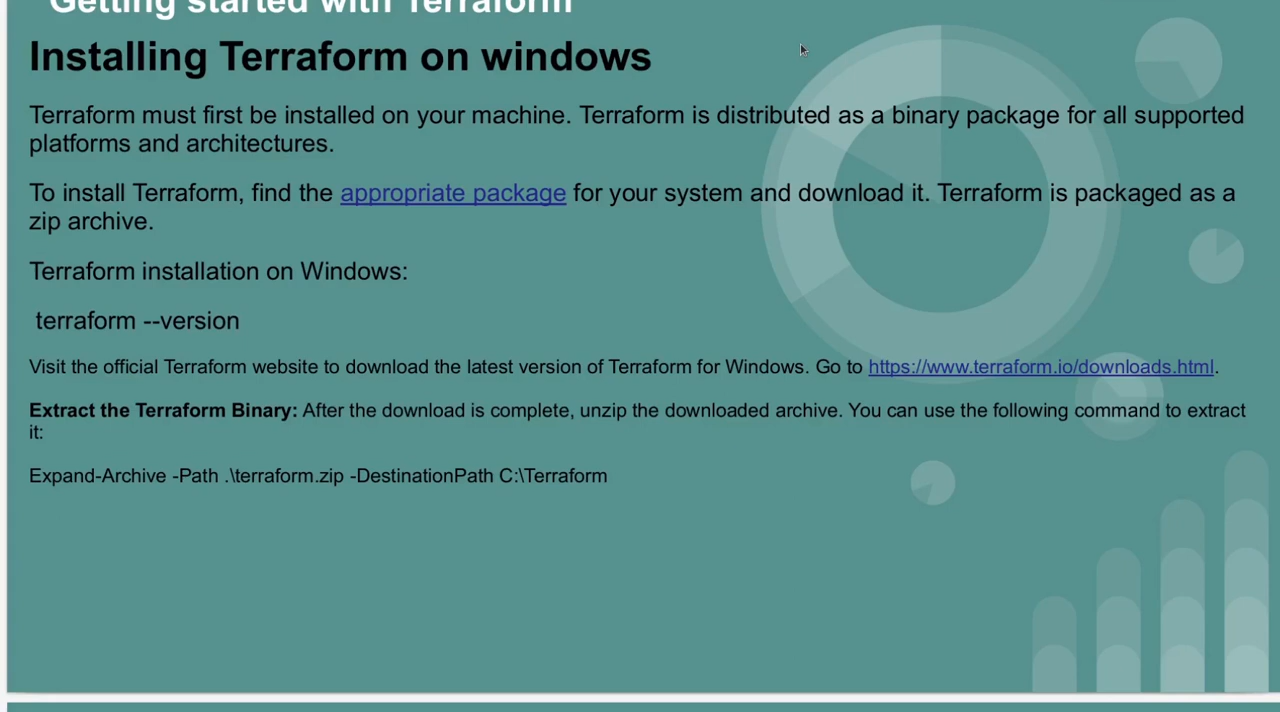 Getting started with Terraform
Installing Terraform on windows
Terraform must first be installed on your machine. Terraform is distributed as a binary package for all supported
platforms and architectures.
To install Terraform, find the appropriate package for your system and download it. Terraform is packaged as a
zip archive.
Terraform installation on Windows:
terraform --version
Visit the official Terraform website to download the latest version of Terraform for Windows. Go to https://www.terraform.io/downloads.html.
Extract the Terraform Binary: After the download is complete, unzip the downloaded archive. You can use the following command to extract
it:
Expand-Archive -Path .\terraform.zip -DestinationPath C:\Terraform